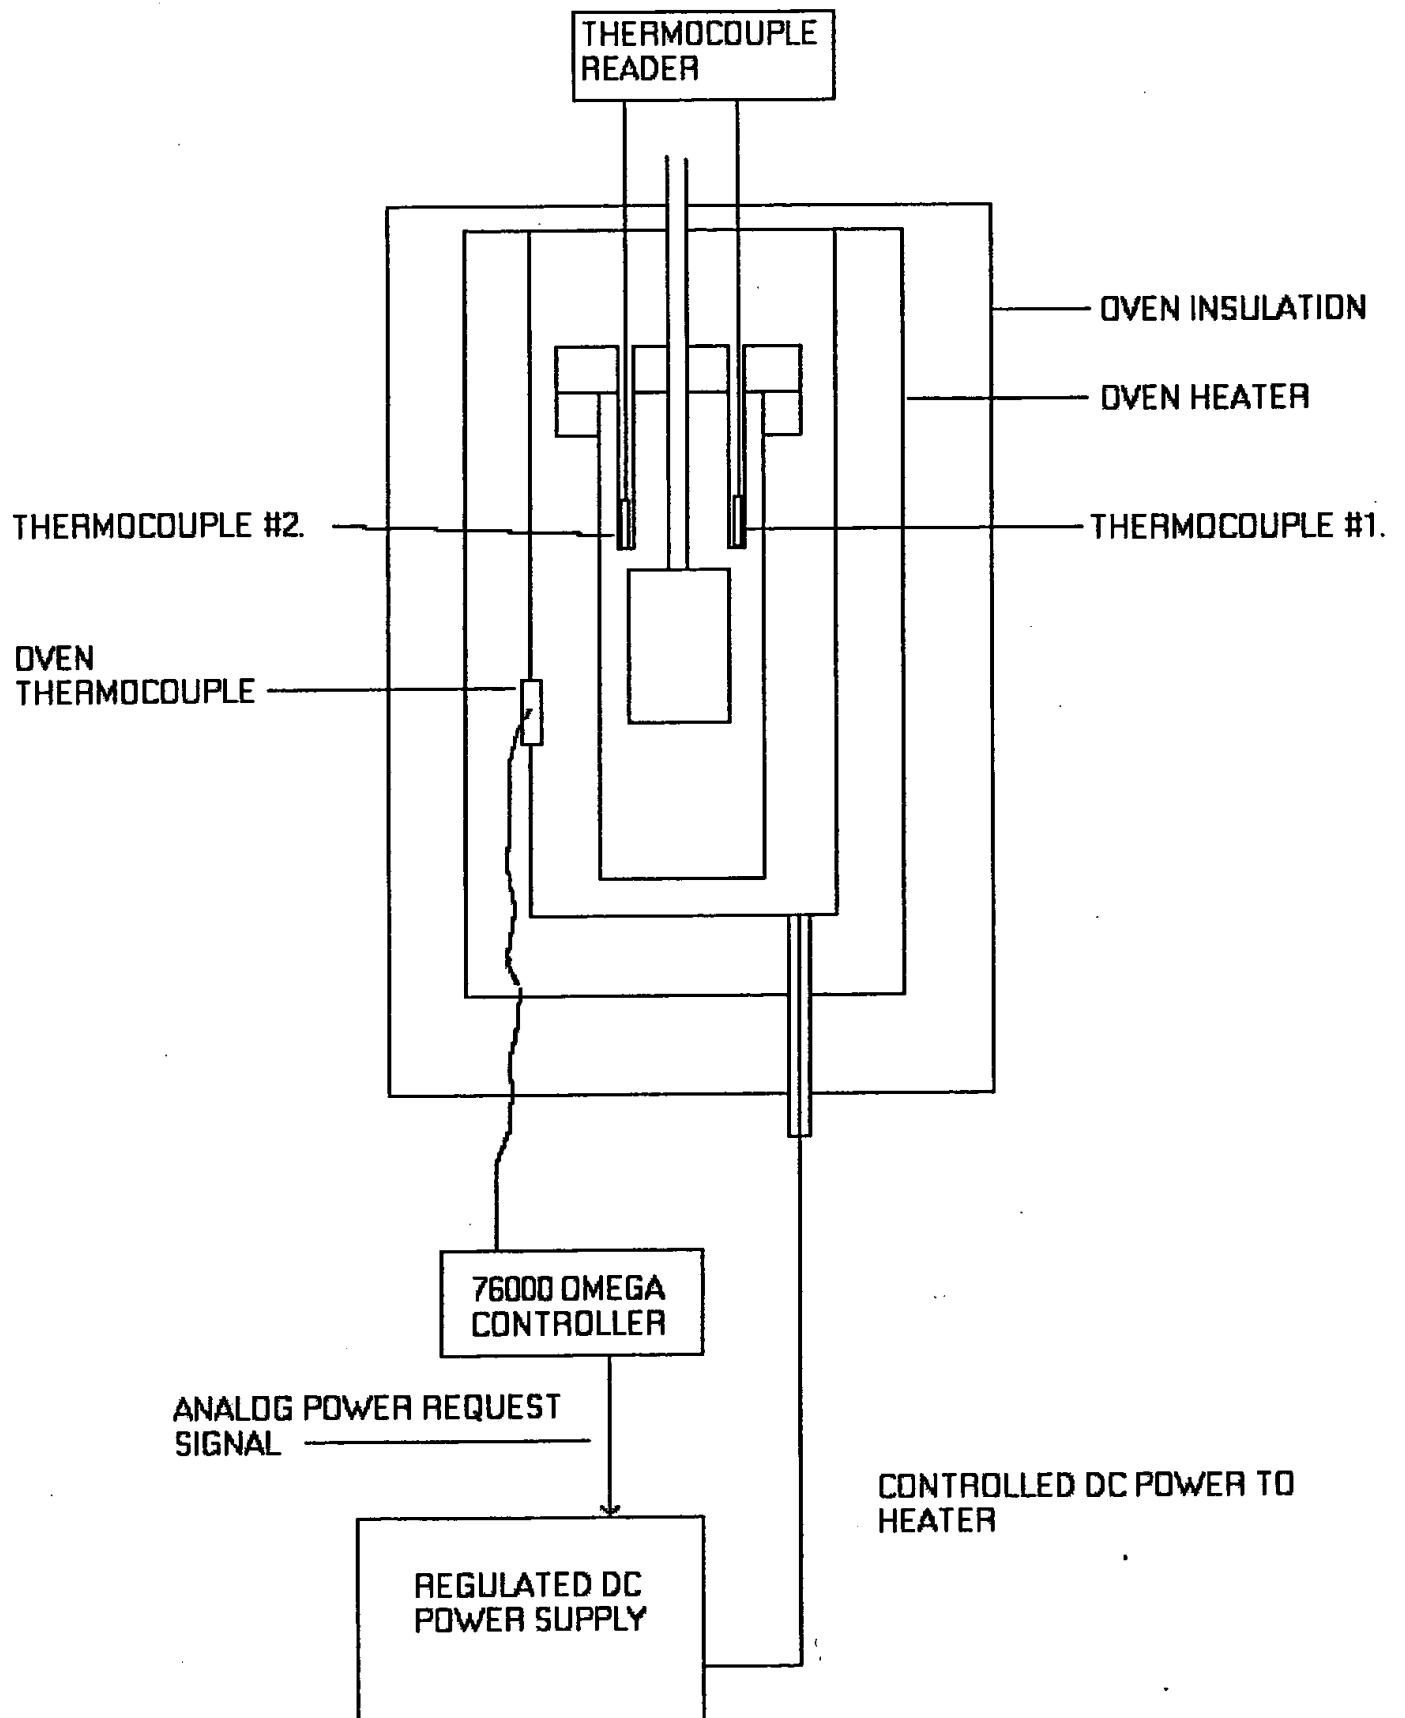 THERMOCOUPLE
READER
OVEN INSULATION
OVEN HEATER
THERMOCOUPLE #2.
THERMOCOUPLE #1.
OVEN
THERMOCOUPLE
76000 OMEGA
CONTROLLER
ANALOG POWER REQUEST
SIGNAL
CONTROLLED DC POWER TO
HEATER
REGULATED DC
POWER SUPPLY